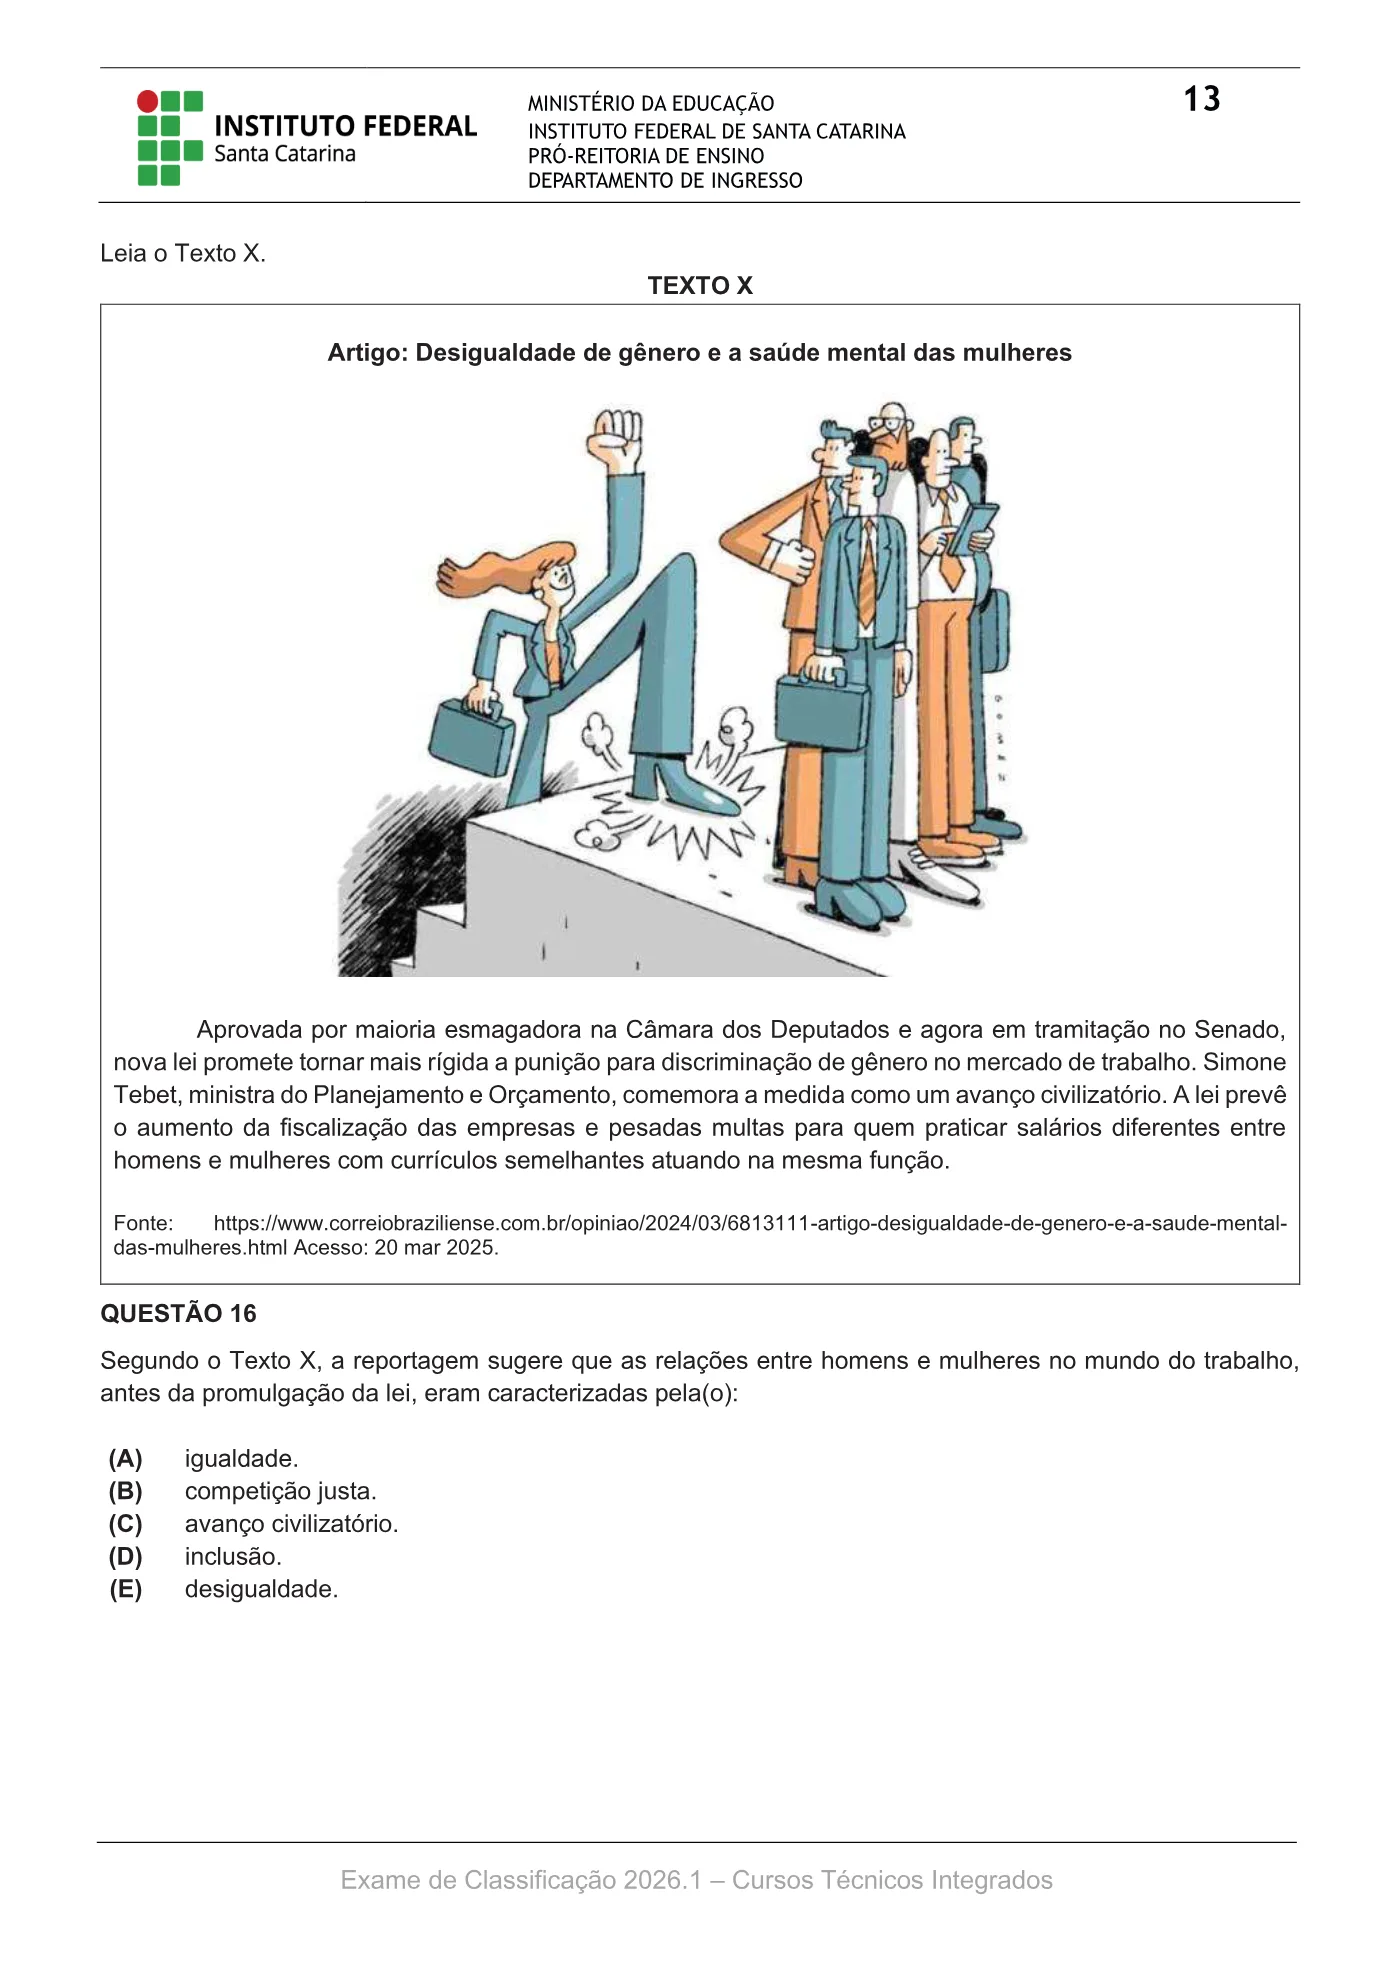 INSTITUTO FEDERAL
Santa Catarina
MINISTÉRIO DA EDUCAÇÃO
INSTITUTO FEDERAL DE SANTA CATARINA
PRÓ-REITORIA DE ENSINO
DEPARTAMENTO DE INGRESSO
13
Leia o Texto X.
TEXTO X
Artigo: Desigualdade de gênero e a saúde mental das mulheres
Aprovada por maioria esmagadora na Câmara dos Deputados e agora em tramitação no Senado,
nova lei promete tornar mais rígida a punição para discriminação de gênero no mercado de trabalho. Simone
Tebet, ministra do Planejamento e Orçamento, comemora a medida como um avanço civilizatório. A lei prevê
o aumento da fiscalização das empresas e pesadas multas para quem praticar salários diferentes entre
homens e mulheres com currículos semelhantes atuando na mesma função.
Fonte: https://www.correiobraziliense.com.br/opiniao/2024/03/6813111-artigo-desigualdade-de-genero-e-a-saude-mental-
das-mulheres.html Acesso: 20 mar 2025.
QUESTÃO 16
Segundo o Texto X, a reportagem sugere que as relações entre homens e mulheres no mundo do trabalho,
antes da promulgação da lei, eram caracterizadas pela(o):
(A) igualdade.
(B) competição justa.
(C) avanço civilizatório.
(D) inclusão.
(E) desigualdade.
Exame de Classificação 2026.1 – Cursos Técnicos Integrados